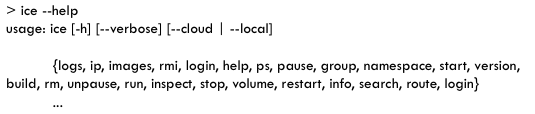 > ice --help
usage: ice [-h] [--verbose] [--cloud | --local]
{logs, ip, images, rmi, login, help, ps, pause, group, namespace, start, version,
build, rm, unpause, run, inspect, stop, volume, restart, info, search, route, login}
...